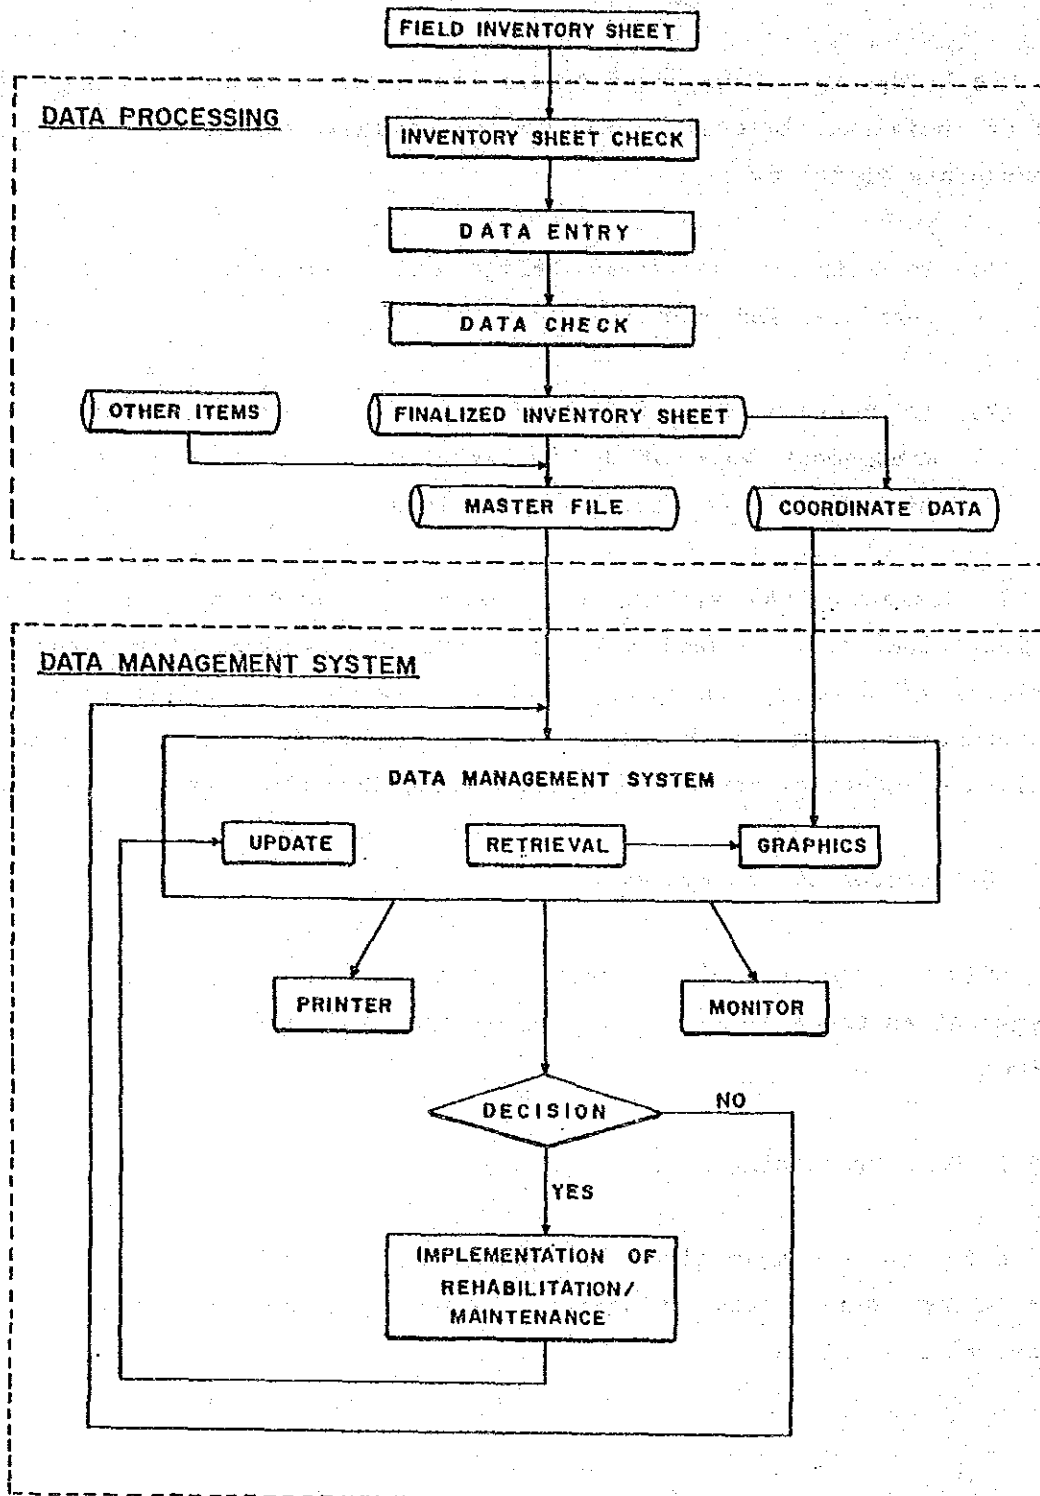 FIELD INVENTORY SHEET
DATA PROCESSING
INVENTORY SHEET CHECK
DATA ENTRY
DATA CHECK
OTHER ITEMS
FINALIZED INVENTORY SHEET
MASTER FILE
COORDINATE DATA
DATA MANAGEMENT SYSTEM
DATA MANAGEMENT SYSTEM
UPDATE
RETRIEVAL
GRAPHICS
PRINTER
MONITOR
DECISION
NO
YES
IMPLEMENTATION OF
REHABILITATION/
MAINTENANCE